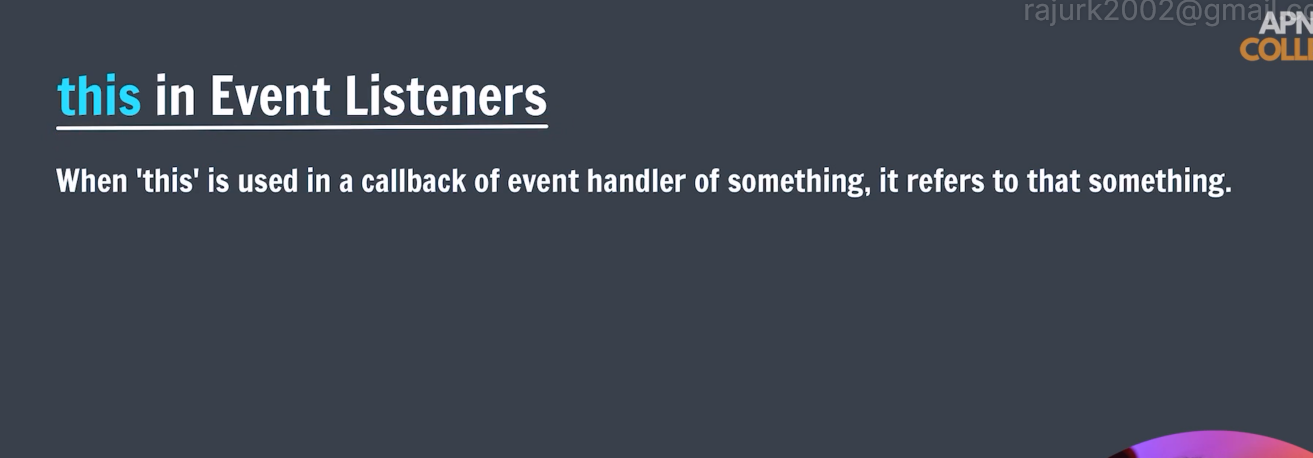 rajurk2002@gmail
APN
COLL
this in Event Listeners
When 'this' is used in a callback of event handler of something, it refers to that something.